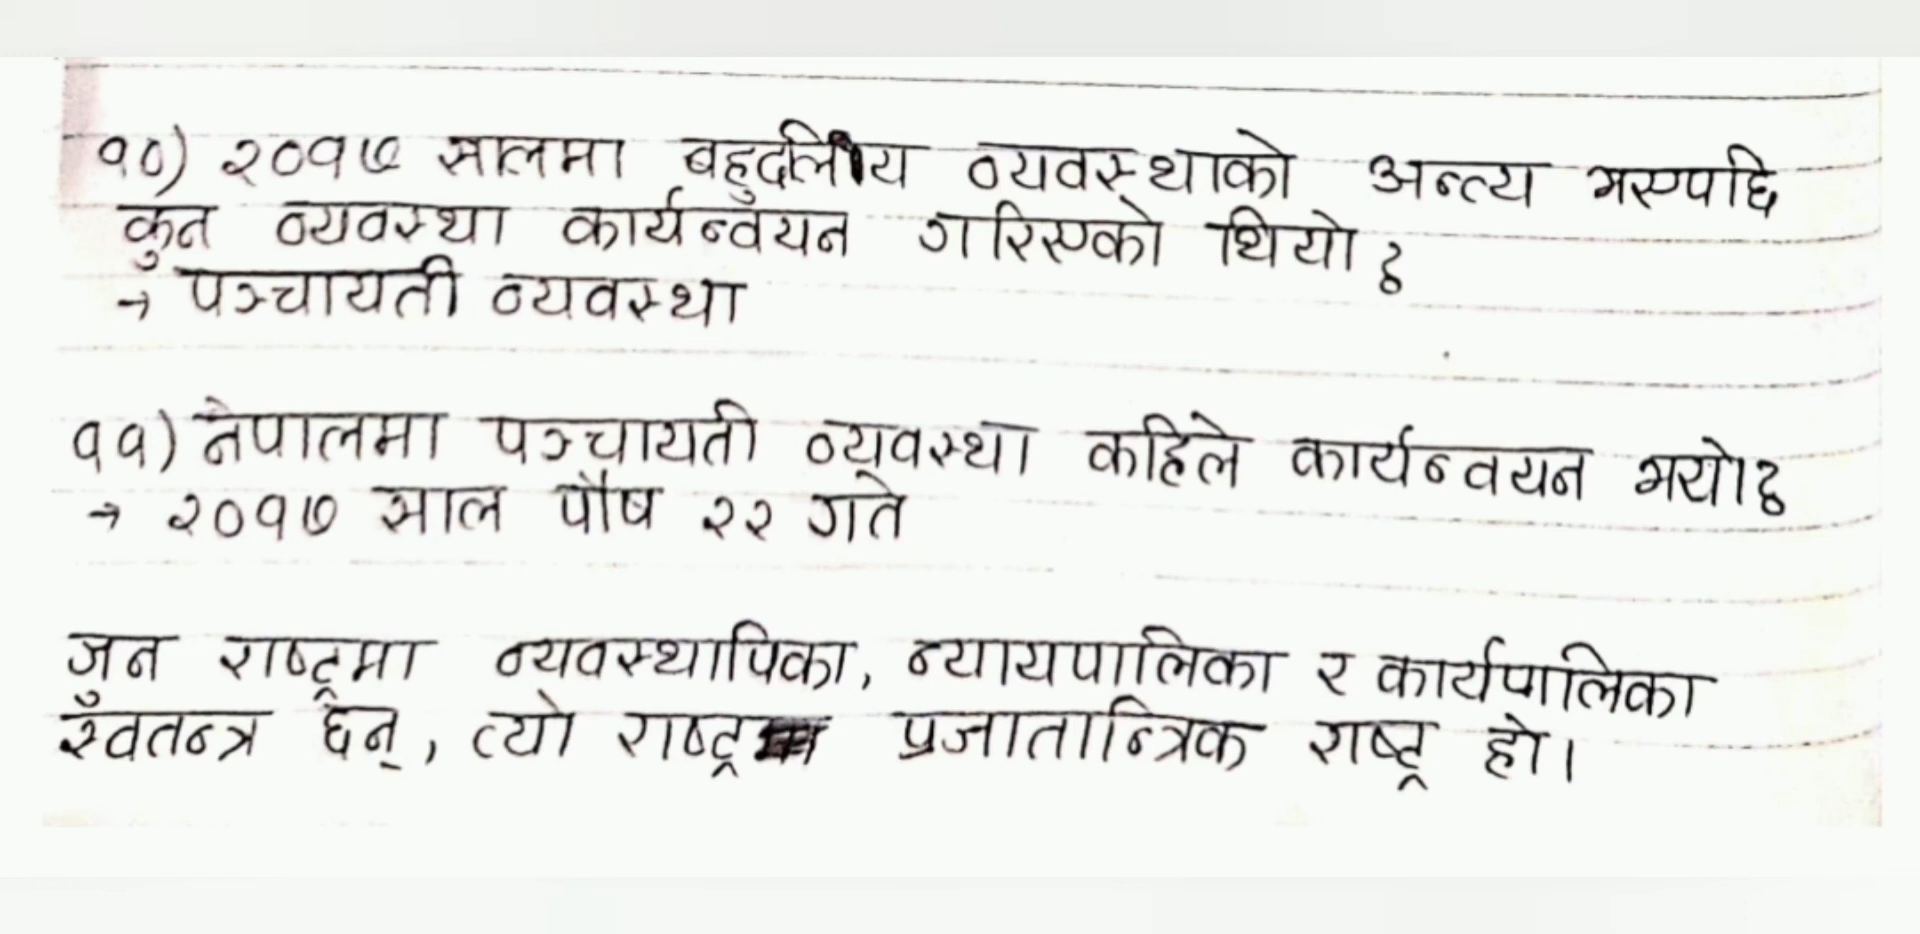 १०) २०१७ सालमा बहुदलीय व्यवस्थाको अन्त्य भएपछि
कुन व्यवस्था कार्यन्वयन गरिएको थियो?
→ पञ्चायती व्यवस्था
११) नेपालमा पञ्चायती व्यवस्था कहिले कार्यन्वयन भयो?
→ २०१७ साल पौष २२ गते
जुन राष्ट्रमा व्यवस्थापिका, न्यायपालिका र कार्यपालिका
स्वतन्त्र छन्, त्यो राष्ट्र प्रजातान्त्रिक राष्ट्र हो।